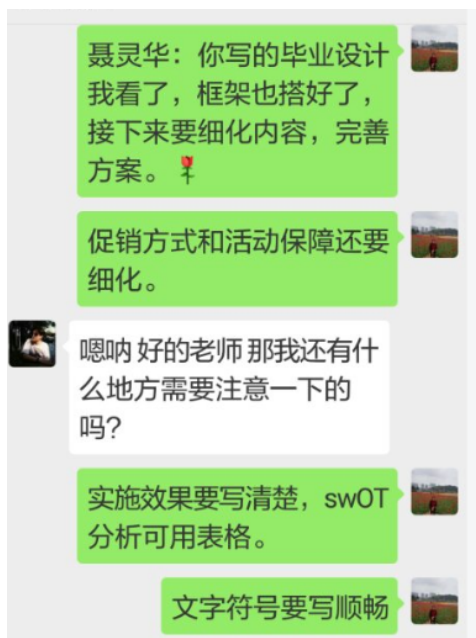 聂灵华：你写的毕业设计
我看了，框架也搭好了，
接下来要细化内容，完善
方案。🌹
促销方式和活动保障还要
细化。
嗯呐 好的老师 那我还有什
么地方需要注意一下的
吗？
实施效果要写清楚，swOT
分析可用表格。
文字符号要写顺畅